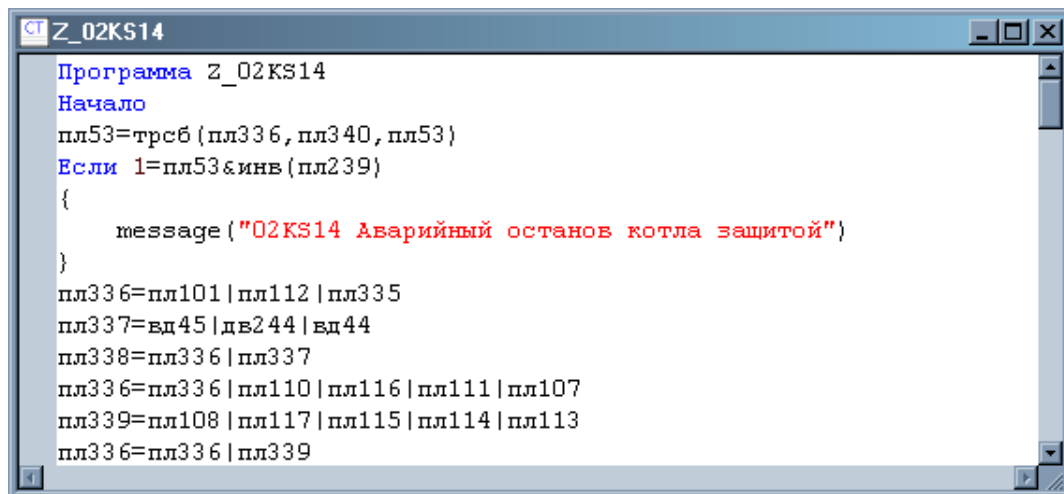 CT Z_02KS14
Программа Z_02KS14
Начало
пл53=трсб(пл336,пл340,пл53)
Если 1=пл53&инв(пл239)
{
message("02KS14 Аварийный останов котла защитой")
}
пл336=пл101|пл112|пл335
пл337=вд45|дв244|вд44
пл338=пл336|пл337
пл336=пл336|пл110|пл116|пл111|пл107
пл339=пл108|пл117|пл115|пл114|пл113
пл336=пл336|пл339